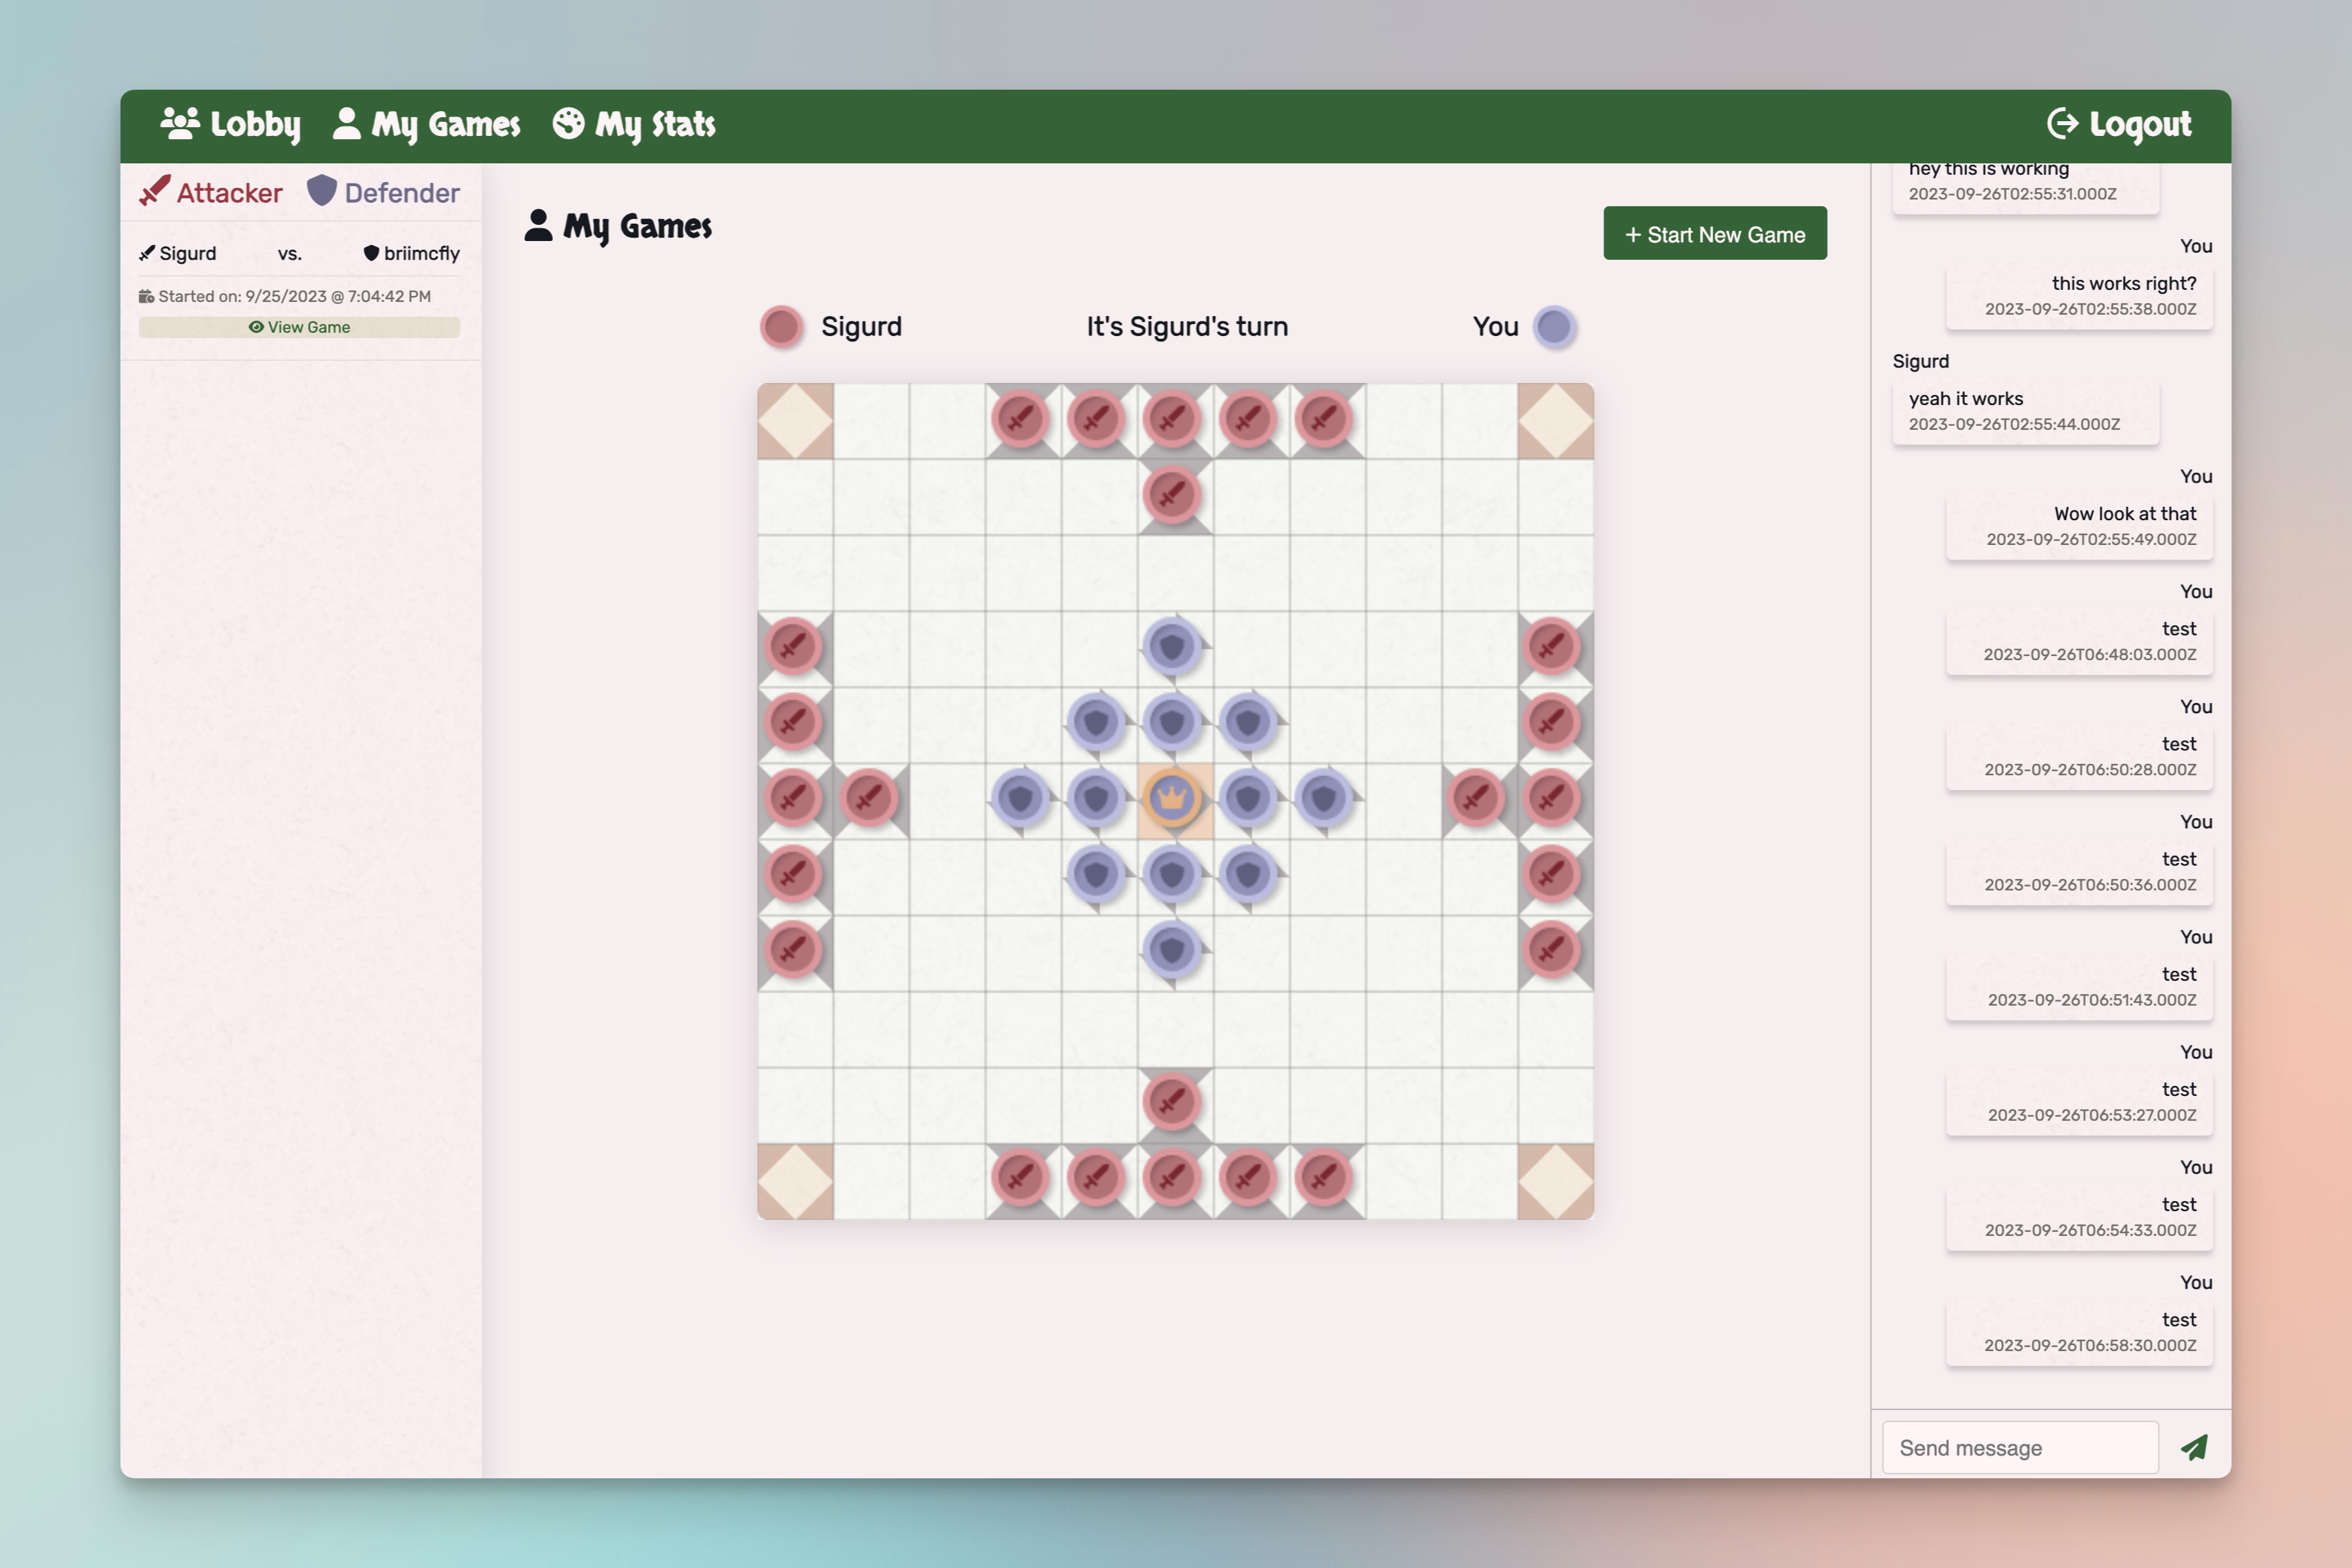 Lobby My Games My Stats Logout
Attacker Defender
Sigurd vs. briimcfly
Started on: 9/25/2023 @ 7:04:42 PM
View Game
My Games
+ Start New Game
Sigurd It's Sigurd's turn You
hey this is working
2023-09-26T02:55:31.000Z
You
this works right?
2023-09-26T02:55:38.000Z
Sigurd
yeah it works
2023-09-26T02:55:44.000Z
You
Wow look at that
2023-09-26T02:55:49.000Z
You
test
2023-09-26T06:48:03.000Z
You
test
2023-09-26T06:50:28.000Z
You
test
2023-09-26T06:50:36.000Z
You
test
2023-09-26T06:51:43.000Z
You
test
2023-09-26T06:53:27.000Z
You
test
2023-09-26T06:54:33.000Z
You
test
2023-09-26T06:58:30.000Z
Send message